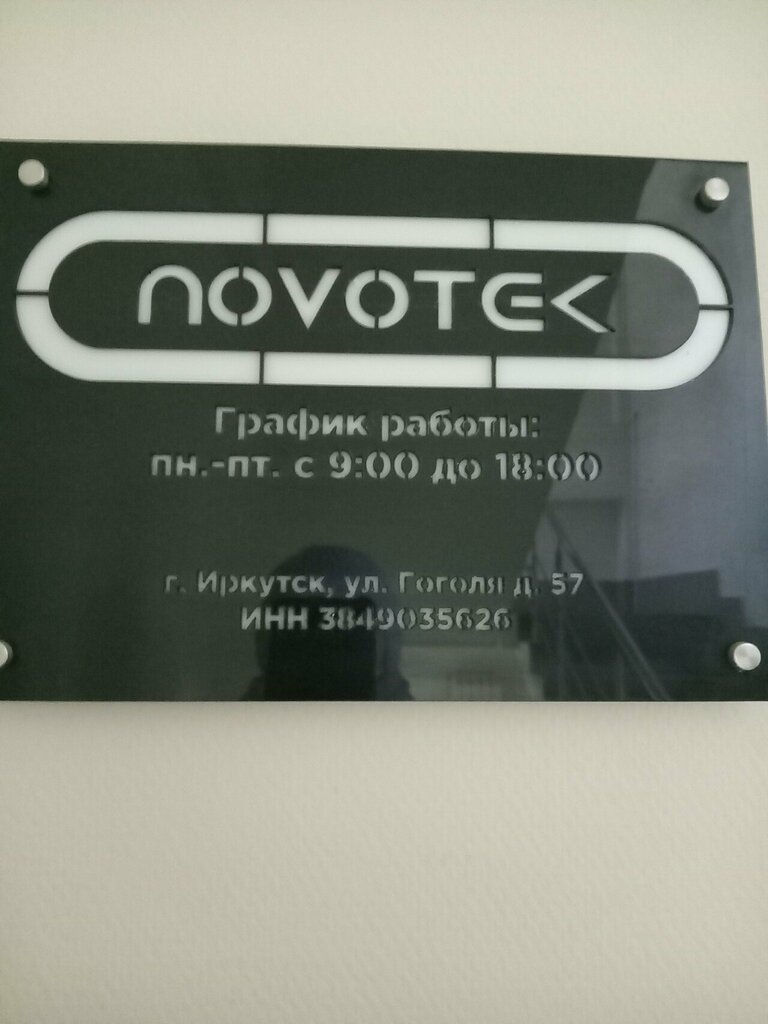 NOVOTEK
График работы:
пн.-пт. с 9:00 до 18:00
г. Иркутск, ул. Гоголя д. 57
ИНН 3849035626